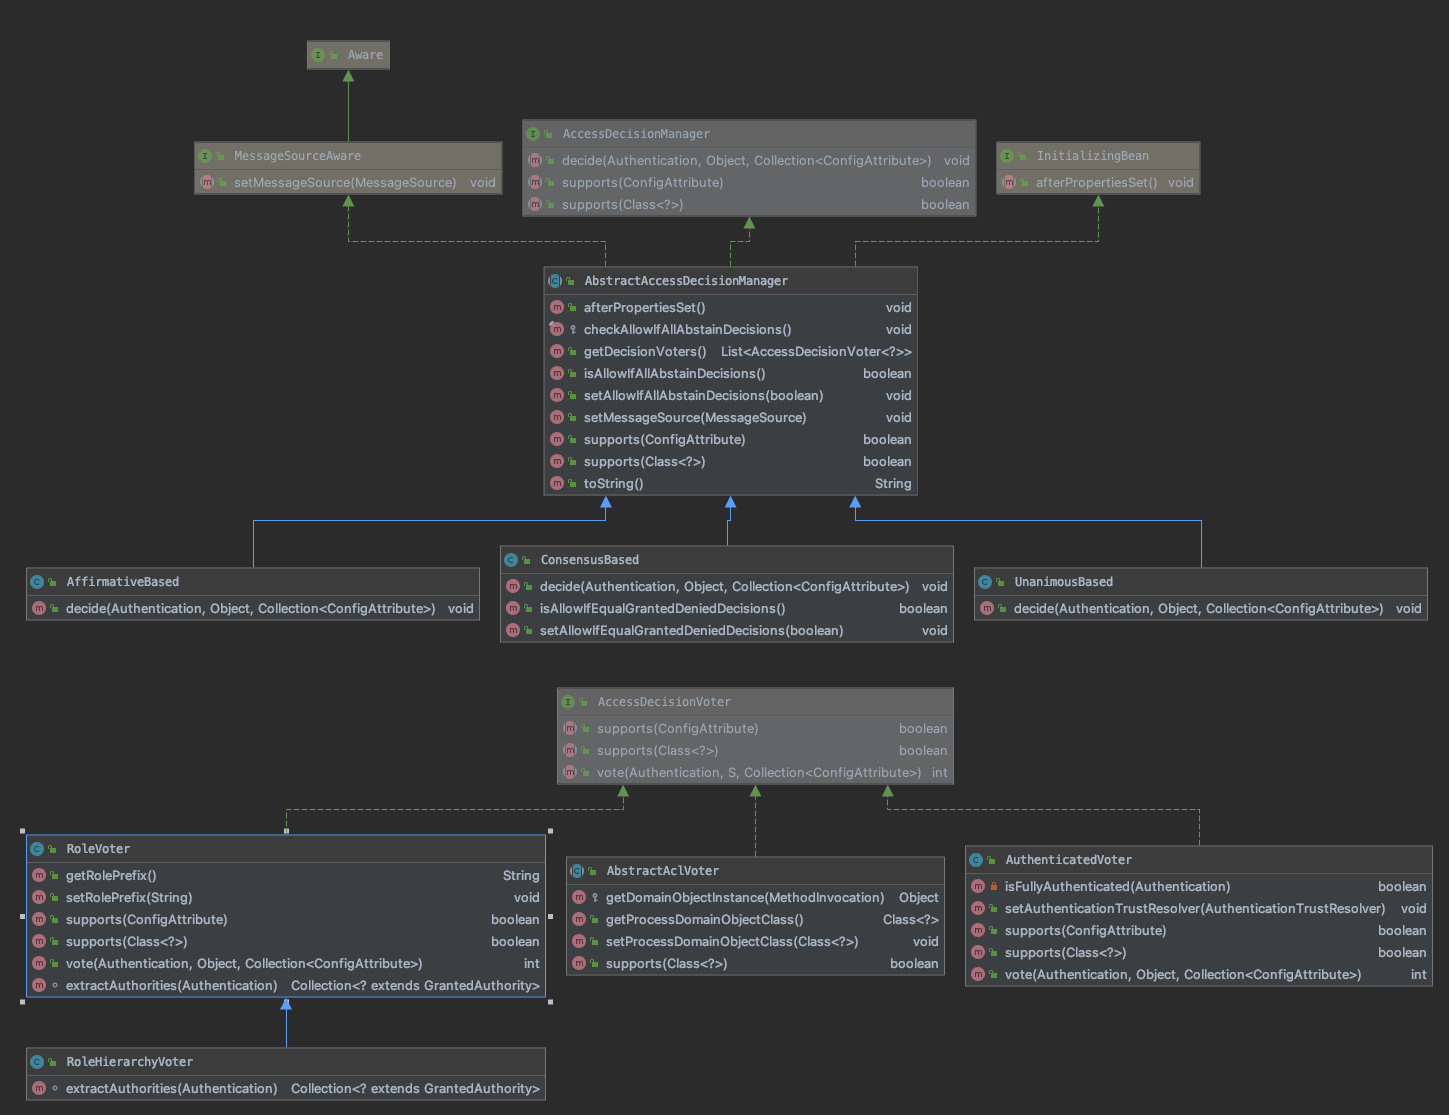 Aware
MessageSourceAware
setMessageSource(MessageSource) void
AccessDecisionManager
decide(Authentication, Object, Collection<ConfigAttribute>) void
supports(ConfigAttribute) boolean
supports(Class<?>) boolean
InitializingBean
afterPropertiesSet() void
AbstractAccessDecisionManager
afterPropertiesSet() void
checkAllowIfAllAbstainDecisions() void
getDecisionVoters() List<AccessDecisionVoter<?>>
isAllowIfAllAbstainDecisions() boolean
setAllowIfAllAbstainDecisions(boolean) void
setMessageSource(MessageSource) void
supports(ConfigAttribute) boolean
supports(Class<?>) boolean
toString() String
AffirmativeBased
decide(Authentication, Object, Collection<ConfigAttribute>) void
ConsensusBased
decide(Authentication, Object, Collection<ConfigAttribute>) void
isAllowIfEqualGrantedDeniedDecisions() boolean
setAllowIfEqualGrantedDeniedDecisions(boolean) void
UnanimousBased
decide(Authentication, Object, Collection<ConfigAttribute>) void
AccessDecisionVoter
supports(ConfigAttribute) boolean
supports(Class<?>) boolean
vote(Authentication, S, Collection<ConfigAttribute>) int
RoleVoter
getRolePrefix() String
setRolePrefix(String) void
supports(ConfigAttribute) boolean
supports(Class<?>) boolean
vote(Authentication, Object, Collection<ConfigAttribute>) int
extractAuthorities(Authentication) Collection<? extends GrantedAuthority>
AbstractAclVoter
getDomainObjectInstance(MethodInvocation) Object
getProcessDomainObjectClass() Class<?>
setProcessDomainObjectClass(Class<?>) void
supports(Class<?>) boolean
AuthenticatedVoter
isFullyAuthenticated(Authentication) boolean
setAuthenticationTrustResolver(AuthenticationTrustResolver) void
supports(ConfigAttribute) boolean
supports(Class<?>) boolean
vote(Authentication, Object, Collection<ConfigAttribute>) int
RoleHierarchyVoter
extractAuthorities(Authentication) Collection<? extends GrantedAuthority>